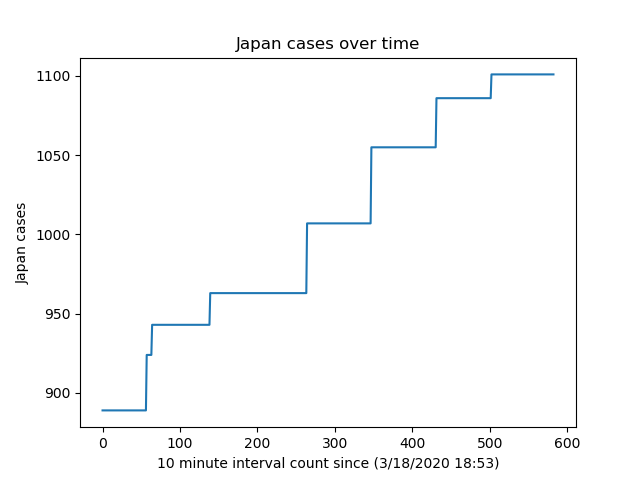 Japan cases over time
1100
1050
1000
950
900
Japan cases
0 100 200 300 400 500 600
10 minute interval count since (3/18/2020 18:53)